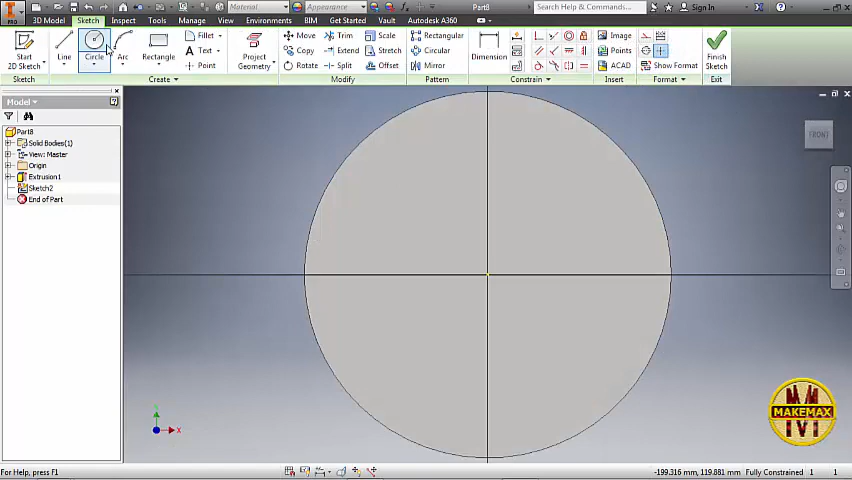 PRO
Material
Appearance
Part8
Search Help & Commands...
Sign In
3D Model Sketch Inspect Tools Manage View Environments BIM Get Started Vault Autodesk A360
Start
2D Sketch
Line
Circle
Arc
Rectangle
Fillet
Text
Point
Project
Geometry
Move
Copy
Rotate
Trim
Extend
Split
Scale
Stretch
Offset
Rectangular
Circular
Mirror
Dimension
Image
Points
ACAD
Show Format
Finish
Sketch
Sketch Create Modify Pattern Constrain Insert Format Exit
Model
Part8
Solid Bodies(1)
View: Master
Origin
Extrusion1
Sketch2
End of Part
FRONT
Y
X
MAKEMAX
For Help, press F1
-199.316 mm, 119.881 mm Fully Constrained 1 1